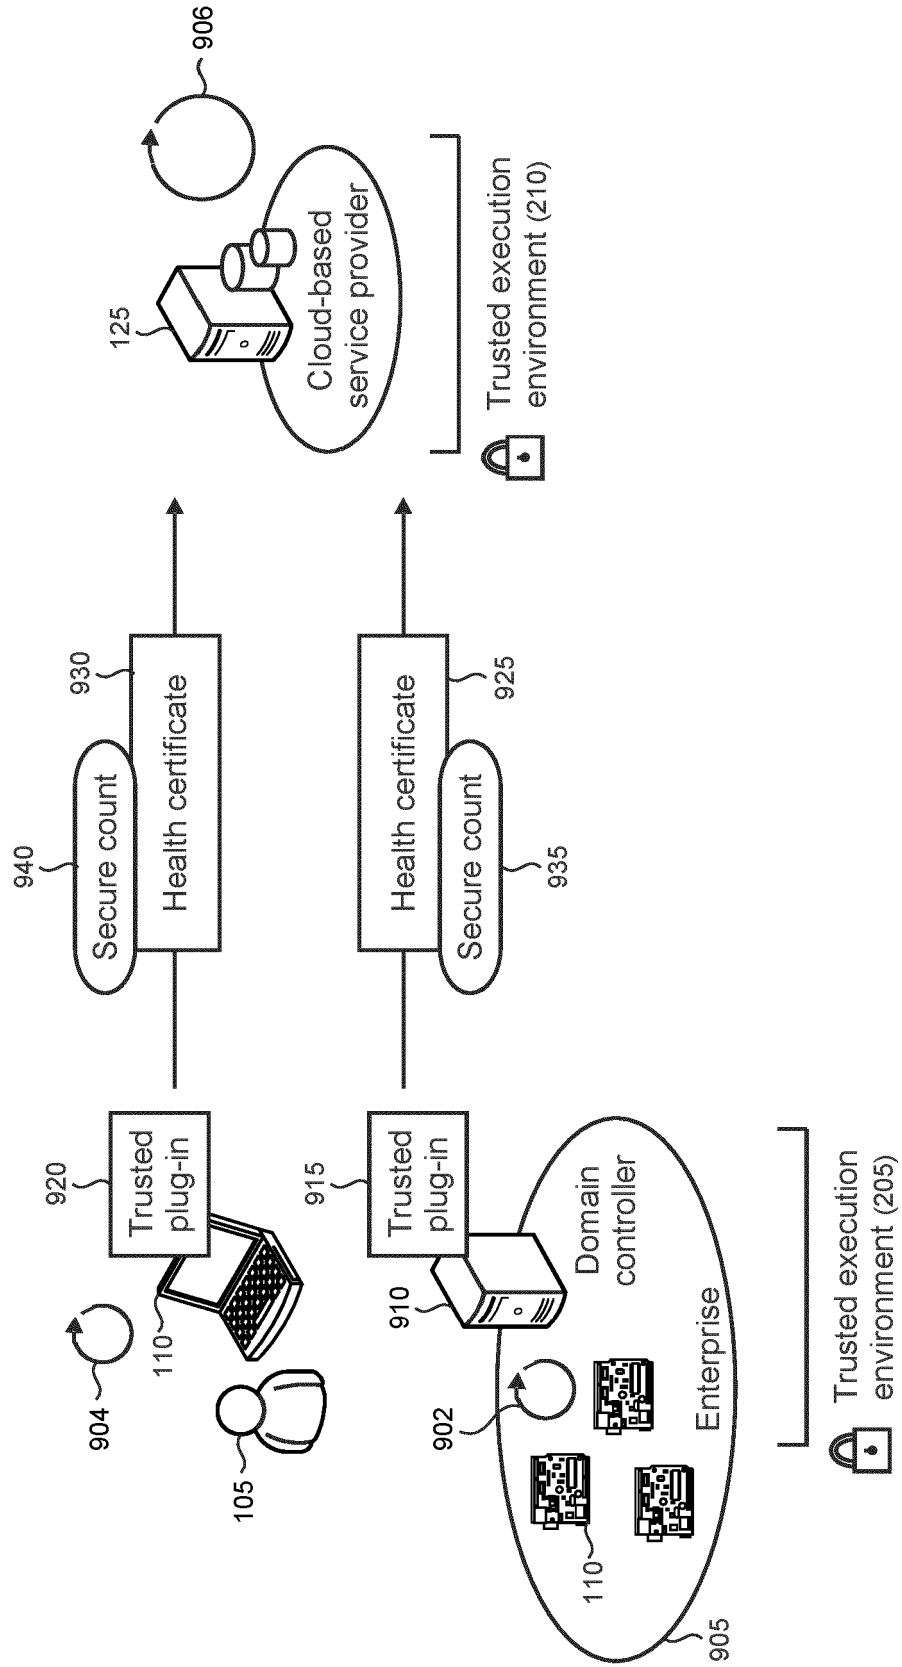 906
125
Cloud-based
service provider
Trusted execution
environment (210)
940
Secure count
930
Health certificate
Health certificate
925
Secure count
935
920
Trusted
plug-in
904
110
105
915
Trusted
plug-in
910
Domain
controller
902
Enterprise
110
905
Trusted execution
environment (205)